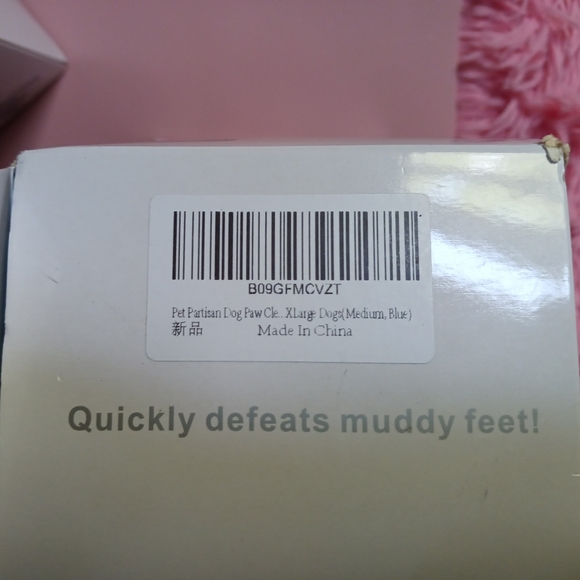 B09GFMCVZT
Pet Partisan Dog Paw Cle...XLarge Dogs(Medium, Blue)
新品 Made In China
Quickly defeats muddy feet!